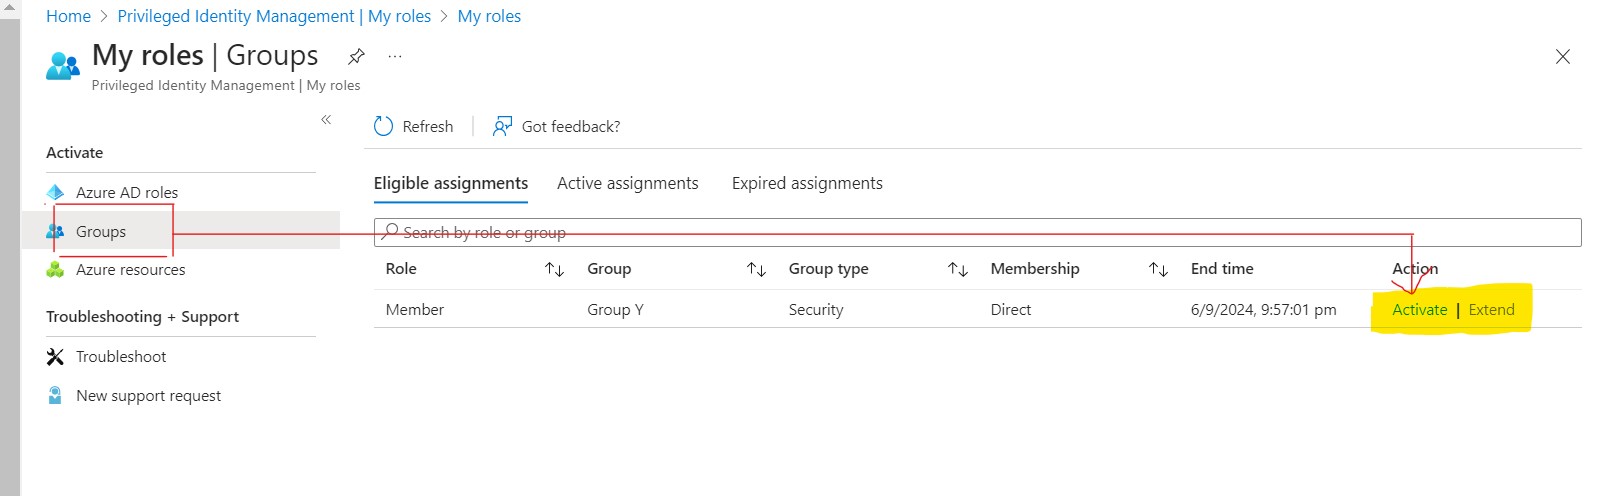 Home > Privileged Identity Management | My roles > My roles
My roles | Groups
...
Privileged Identity Management | My roles
«
Refresh | Got feedback?
Activate
Azure AD roles
Groups
Azure resources
Troubleshooting + Support
Troubleshoot
New support request
Eligible assignments Active assignments Expired assignments
Search by role or group
Role Group Group type Membership End time Action
Member Group Y Security Direct 6/9/2024, 9:57:01 pm Activate | Extend